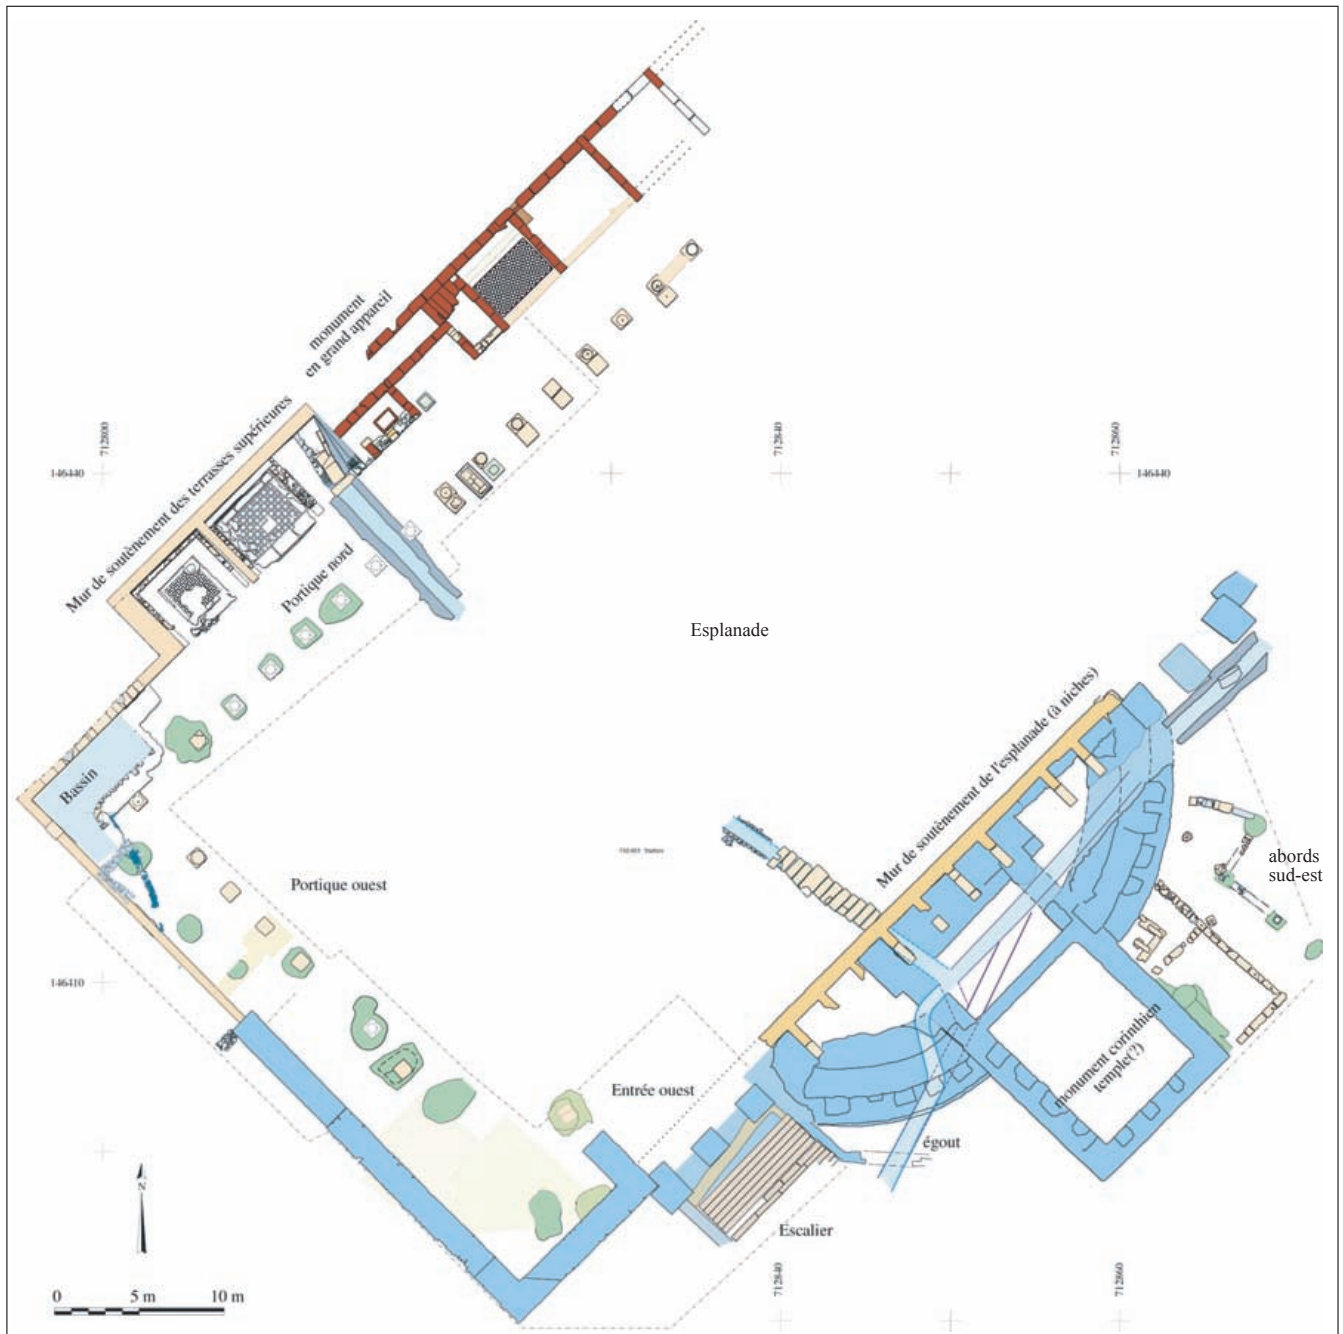 monument
en grand appareil
712800
712840
712860
146440
146440
Mur de soutènement des terrasses supérieures
Portique nord
Esplanade
Mur de soutènement de l'esplanade (à niches)
Bassin
Portique ouest
abords
sud-est
146410
monument corinthien
temple(?)
Entrée ouest
égout
N
Escalier
712840
712860
0 5 m 10 m